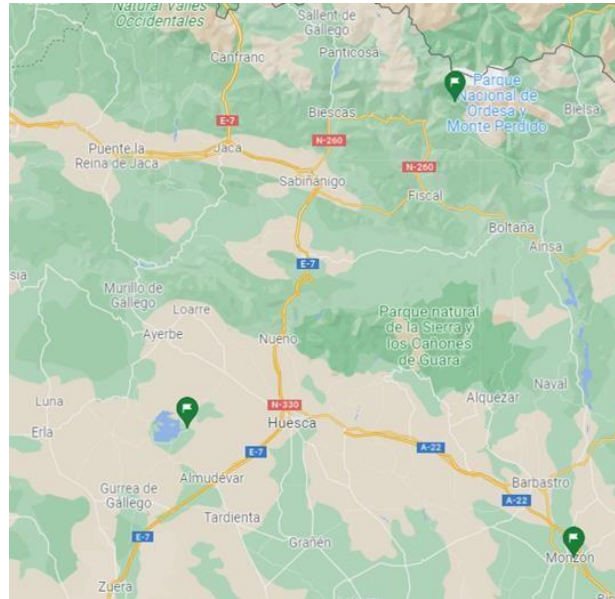 Natural Valles
Occidentales
Sallent de
Gállego
Canfranc
Panticosa
Parque
Nacional de
Ordesa y
Monte Perdido
Bielsa
Biescas
E-7
N-260
Puente la
Reina de Jaca
Jaca
N-260
Sabiñánigo
Fiscal
Boltaña
Aínsa
E-7
sia
Murillo de
Gállego
Loarre
Parque natural
de la Sierra y
los Cañones
de Guara
Ayerbe
Nueno
Naval
Alquézar
Luna
N-330
Huesca
Erla
E-7
A-22
Almudévar
Barbastro
Gurrea de
Gállego
A-22
Tardienta
E-7
Grañén
Monzón
Zuera